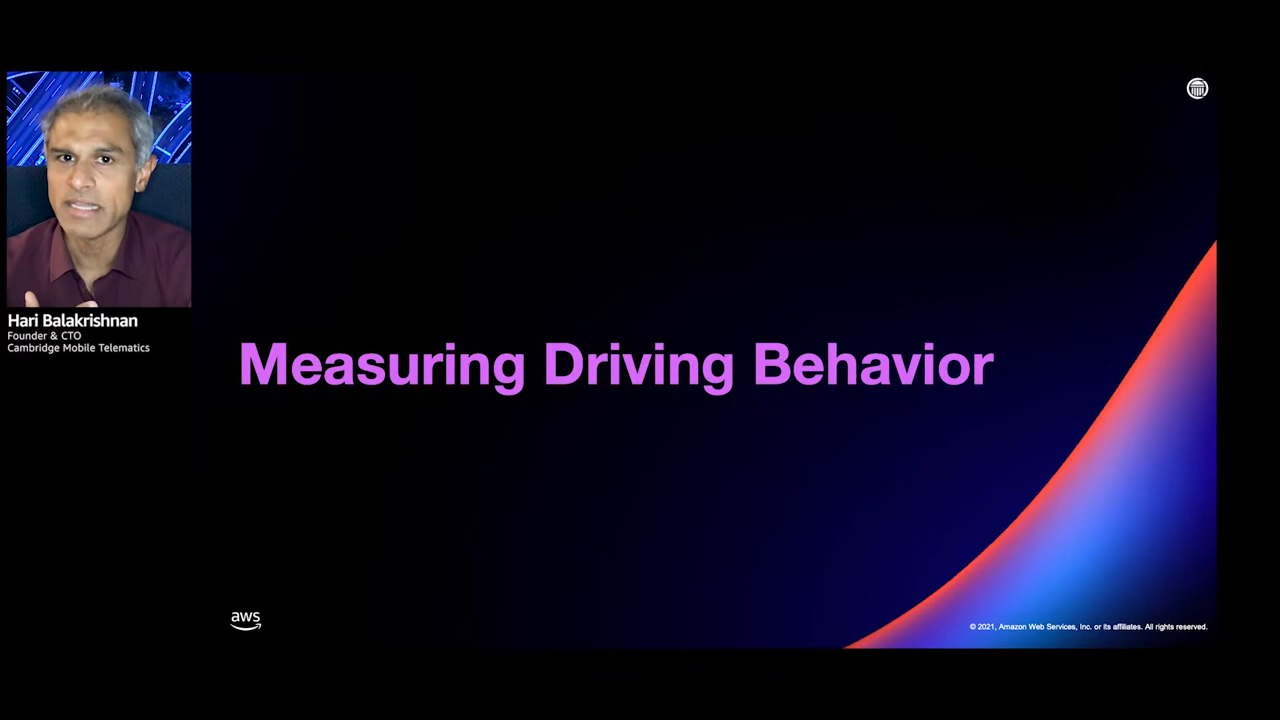 Hari Balakrishnan
Founder & CTO
Cambridge Mobile Telematics
Measuring Driving Behavior
aws
© 2021, Amazon Web Services, Inc. or its affiliates. All rights reserved.